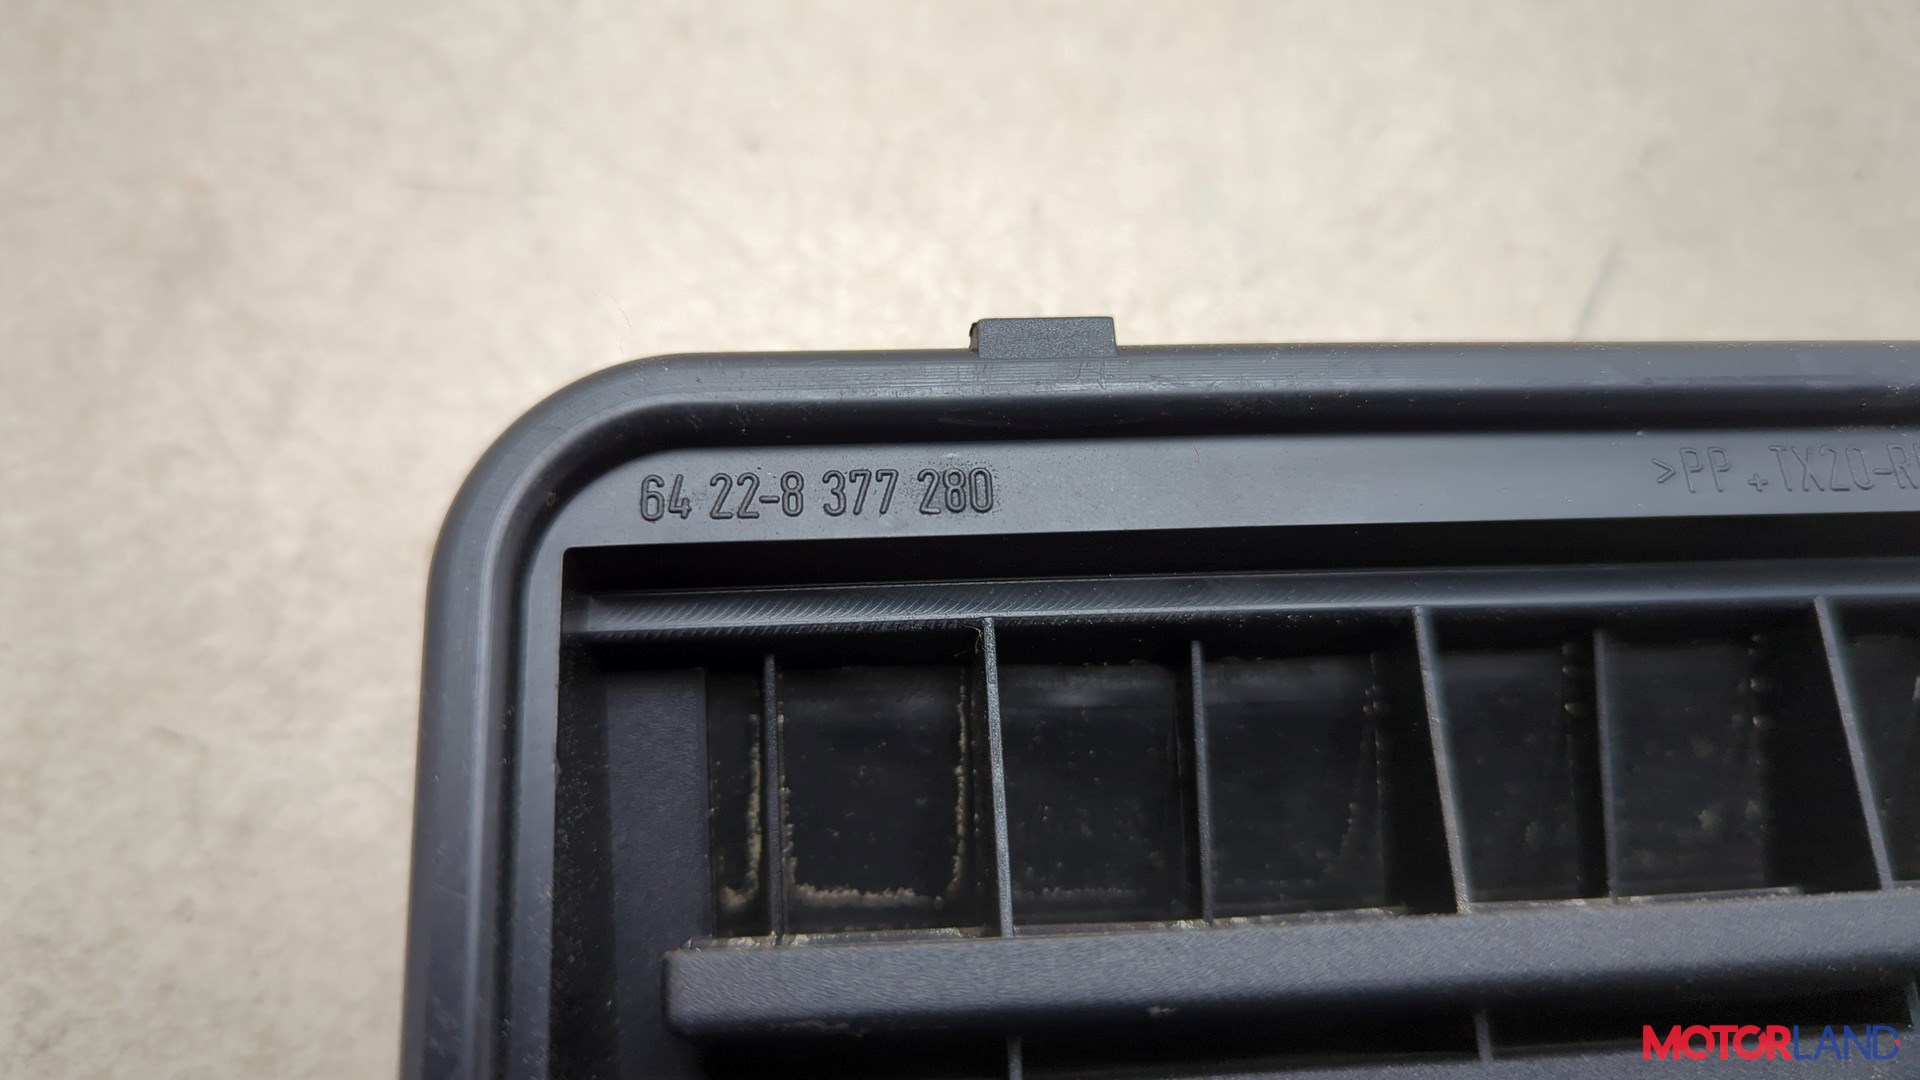 64 22-8 377 280
>PP+TX20-R
MOTORLAND